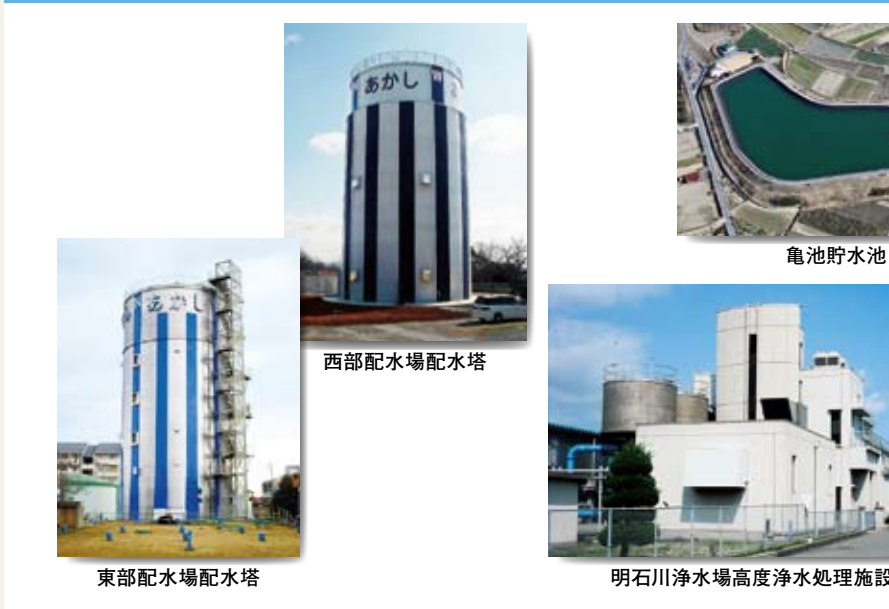 あかし
亀池貯水池
あかし
西部配水場配水塔
東部配水場配水塔
明石川浄水場高度浄水処理施設